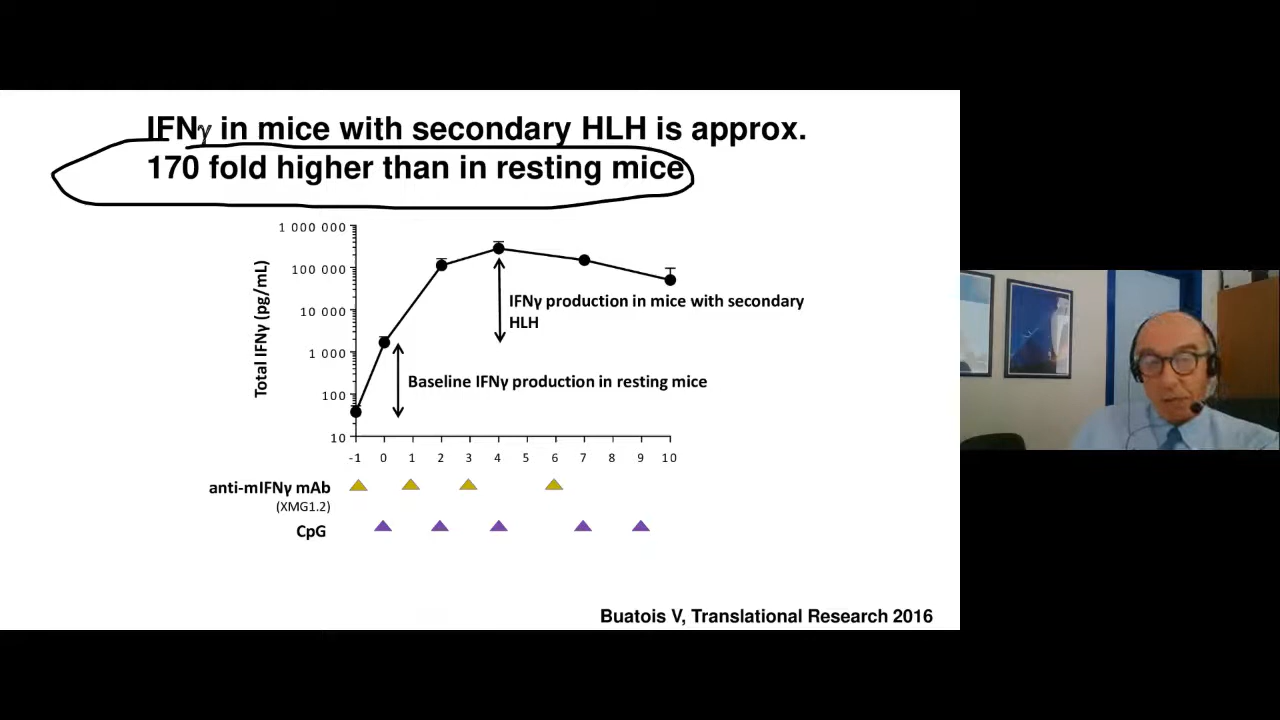 IFNγ in mice with secondary HLH is approx.
170 fold higher than in resting mice
1 000 000
100 000
10 000
1 000
100
10
Total IFNγ (pg/mL)
IFNγ production in mice with secondary
HLH
Baseline IFNγ production in resting mice
-1 0 1 2 3 4 5 6 7 8 9 10
anti-mIFNγ mAb
(XMG1.2)
CpG
Buatois V, Translational Research 2016